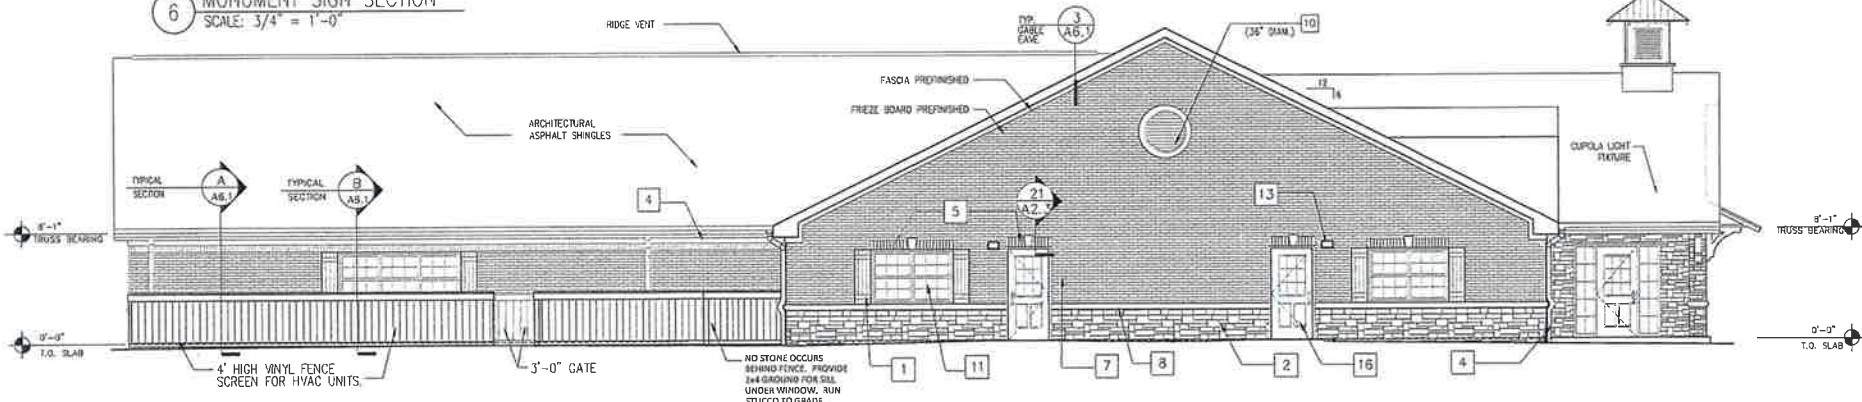 6
MONUMENT SIGN SECTION
SCALE: 3/4" = 1'-0"
RIDGE VENT
TYP.
GABLE
EAVE
3
A6.1
(36" DIAM.)
10
FASCIA PREFINISHED
FRIEZE BOARD PREFINISHED
12
ARCHITECTURAL
ASPHALT SHINGLES
CUPOLA LIGHT
FIXTURE
TYPICAL
SECTION
A
A6.1
TYPICAL
SECTION
B
A6.1
4
5
21
A2.
13
8'-1"
TRUSS BEARING
8'-1"
TRUSS BEARING
0'-0"
T.O. SLAB
0'-0"
T.O. SLAB
4' HIGH VINYL FENCE
SCREEN FOR HVAC UNITS.
3'-0" GATE
NO STONE OCCURS
BEHIND FENCE. PROVIDE
2x4 GROUND FOR SILL
UNDER WINDOW. RUN
STUCCO TO GRADE
1
11
7
8
2
16
4